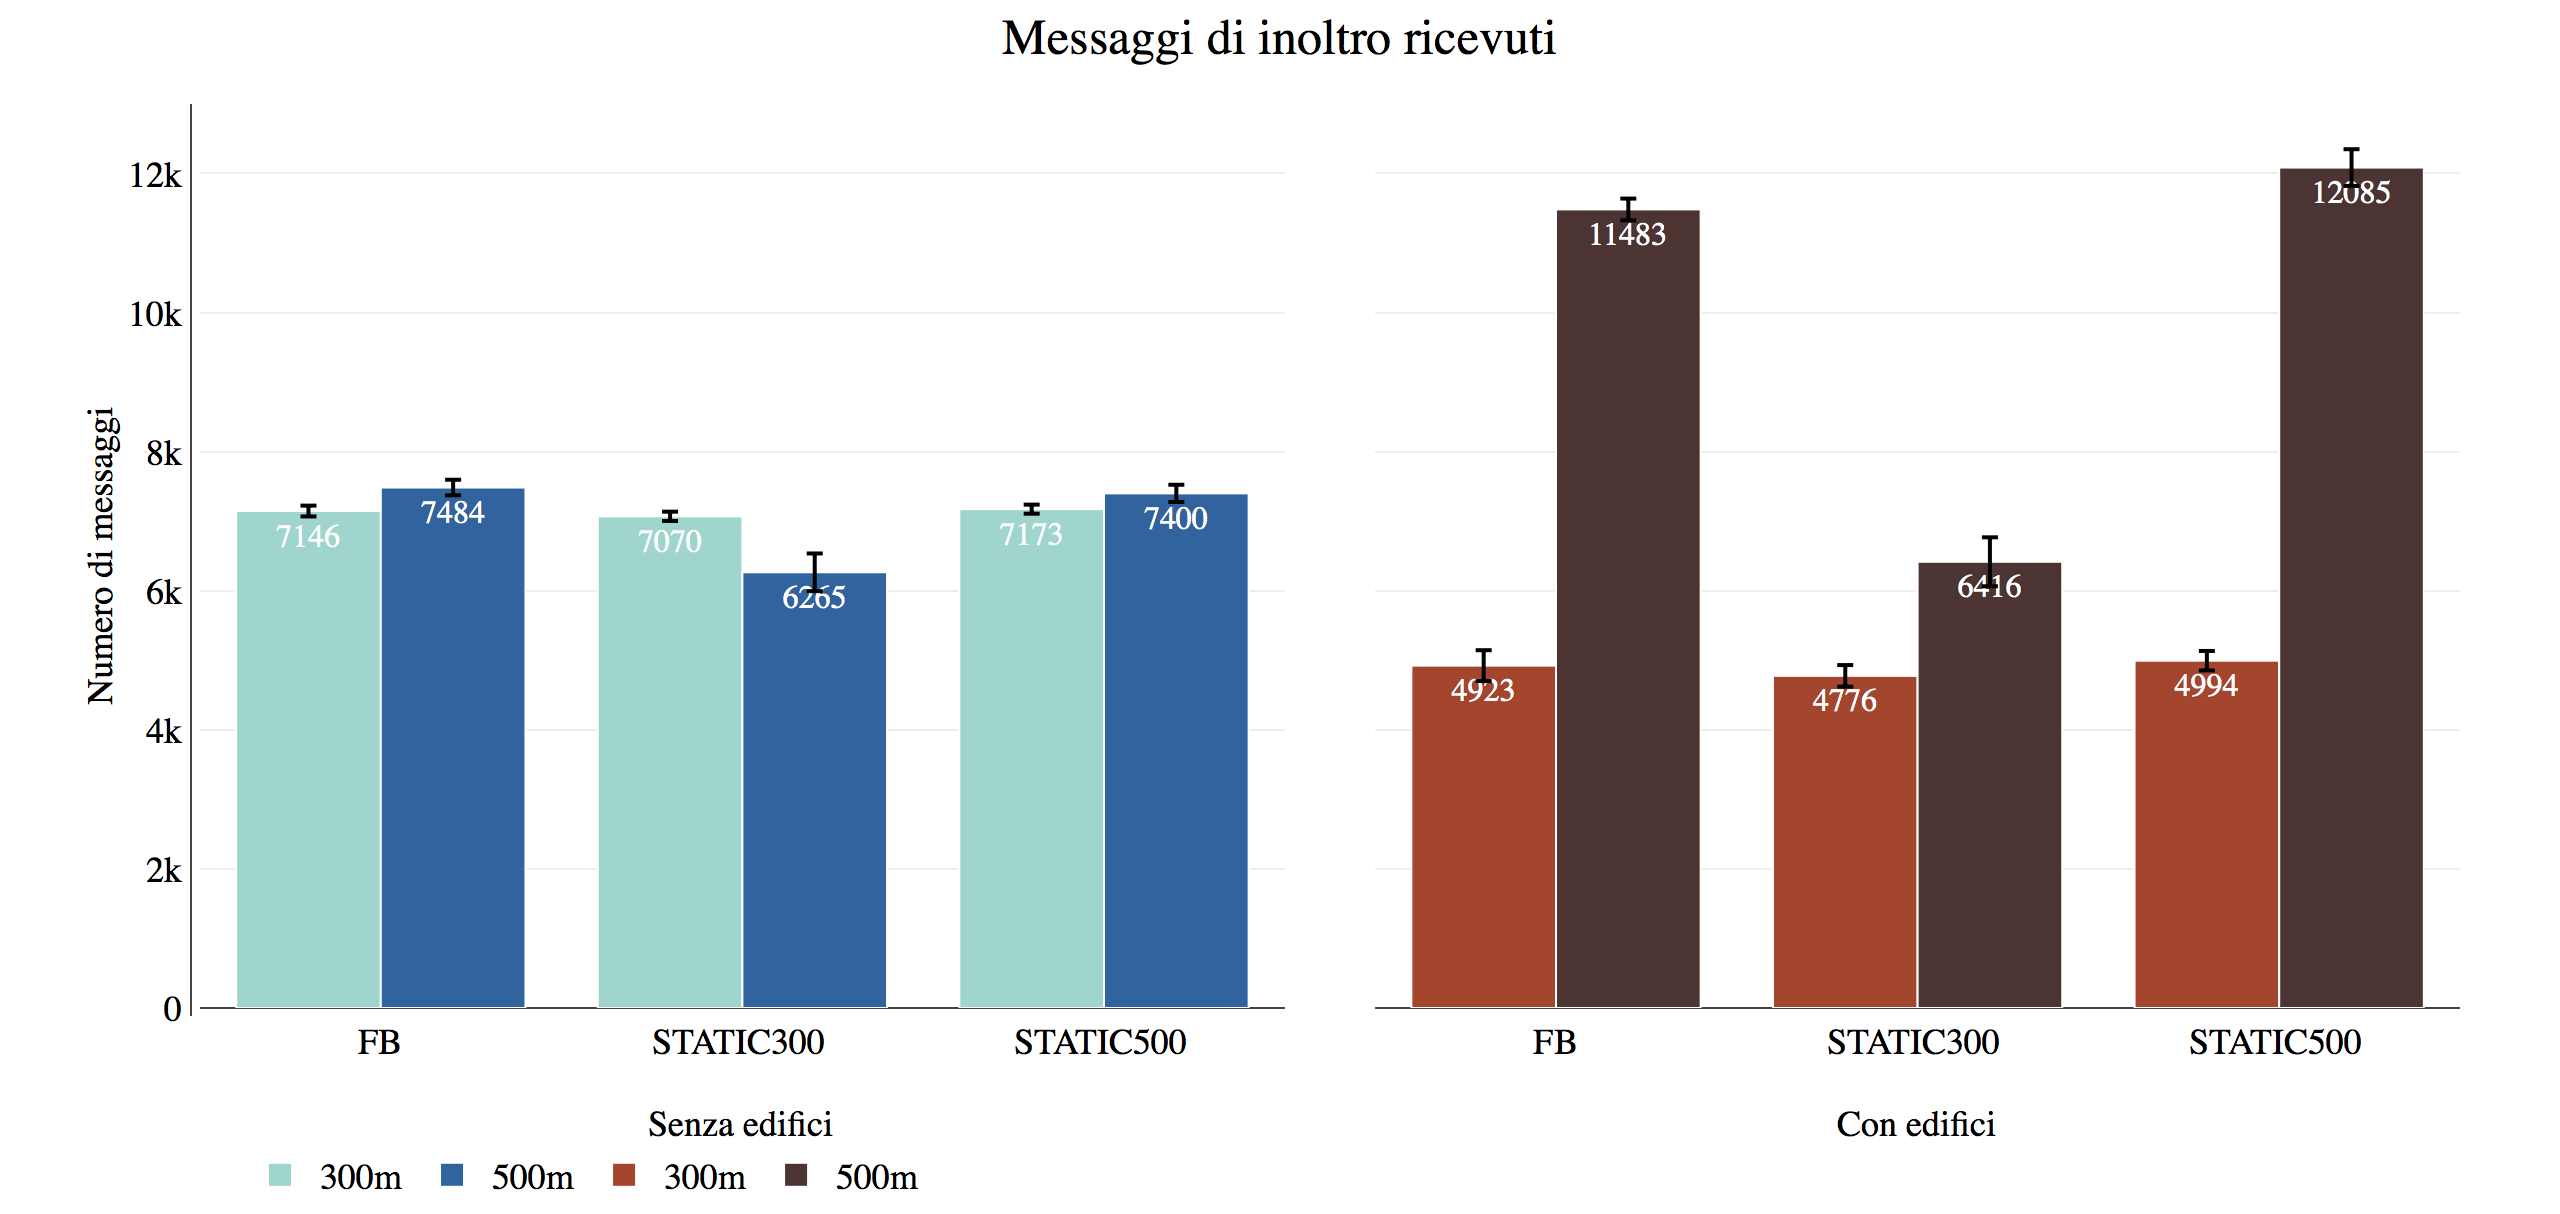 Messaggi di inoltro ricevuti
Numero di messaggi
12k
10k
8k
6k
4k
2k
0
7146
7484
7070
6265
7173
7400
4923
11483
4776
6416
4994
12085
FB STATIC300 STATIC500 FB STATIC300 STATIC500
Senza edifici Con edifici
300m 500m 300m 500m